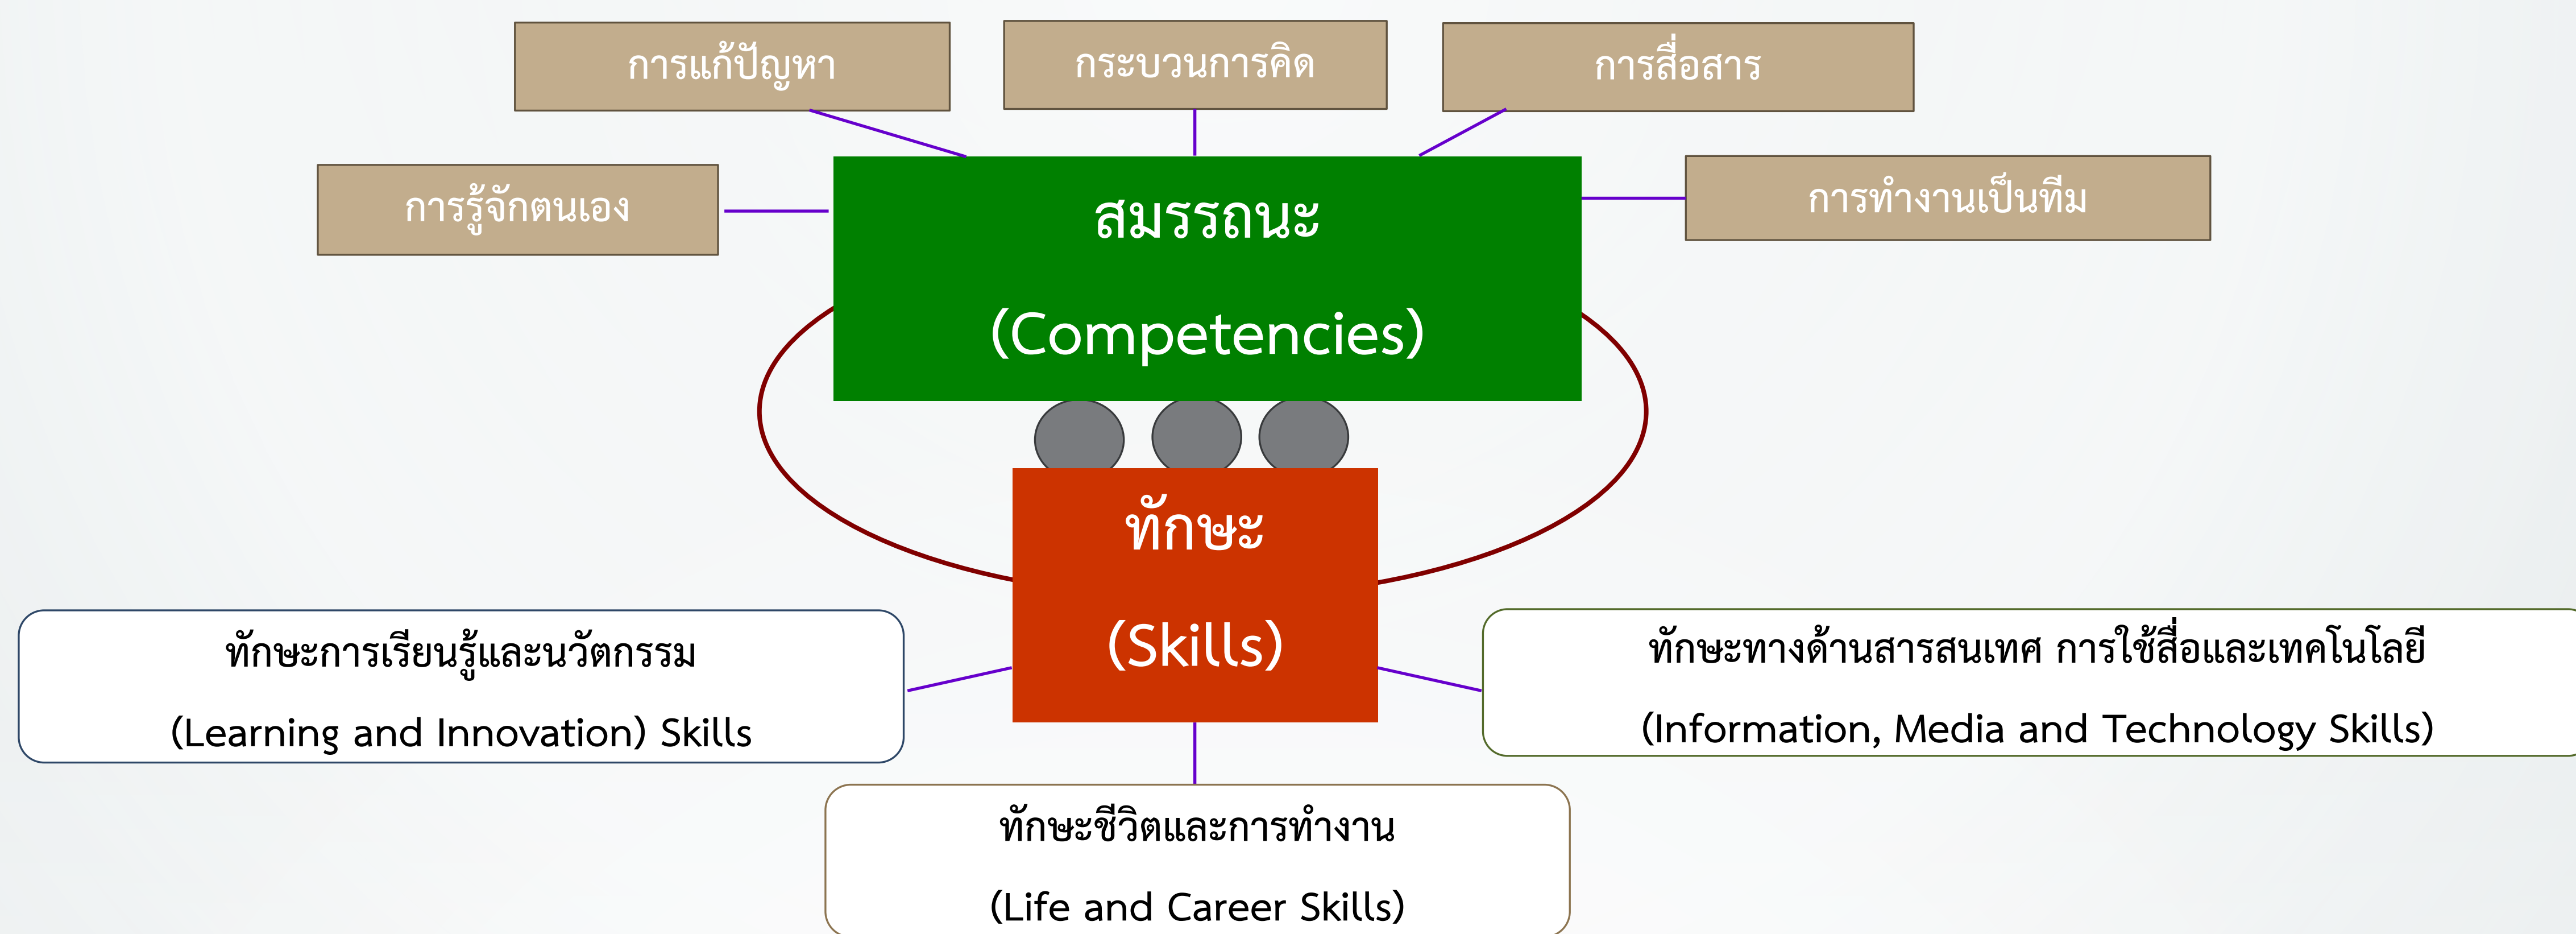 การแก้ปัญหา
กระบวนการคิด
การสื่อสาร
การรู้จักตนเอง
การทำงานเป็นทีม
สมรรถนะ
(Competencies)
ทักษะ
(Skills)
ทักษะการเรียนรู้และนวัตกรรม
(Learning and Innovation) Skills
ทักษะทางด้านสารสนเทศ การใช้สื่อและเทคโนโลยี
(Information, Media and Technology Skills)
ทักษะชีวิตและการทำงาน
(Life and Career Skills)